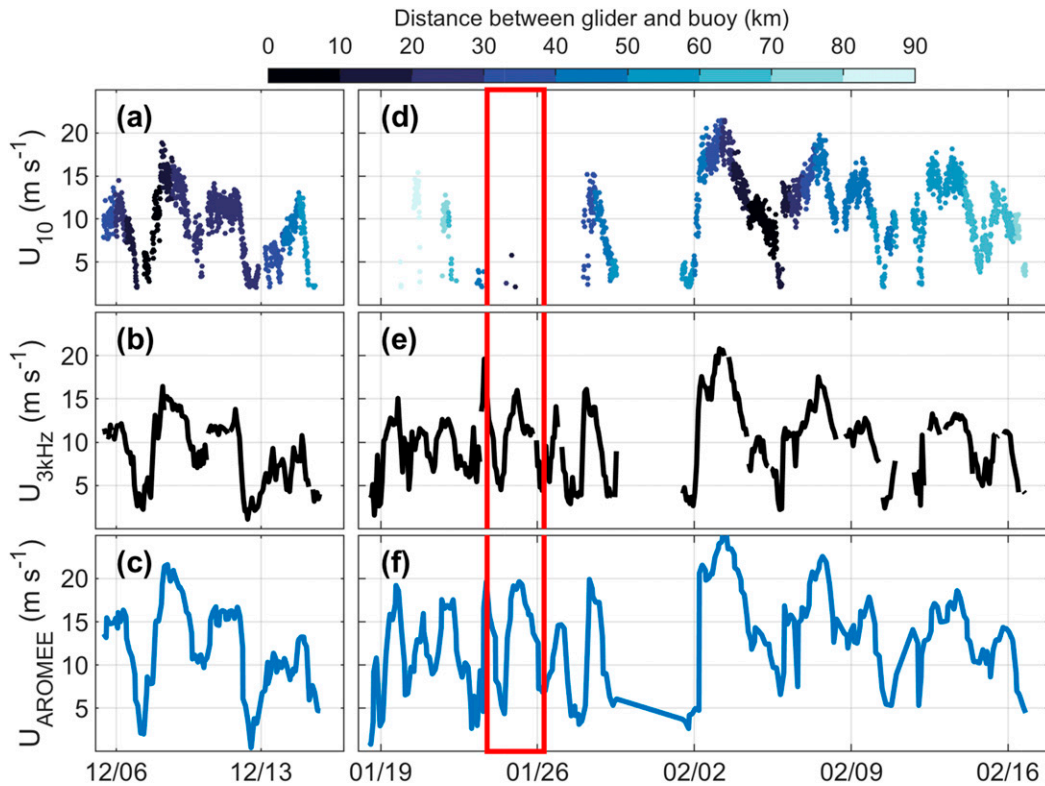 Distance between glider and buoy (km)
0 10 20 30 40 50 60 70 80 90
(a) (d)
U10 (m s−1)
20
15
10
5
(b) (e)
U3kHz (m s−1)
20
15
10
5
(c) (f)
UAROMEE (m s−1)
20
15
10
5
12/06 12/13 01/19 01/26 02/02 02/09 02/16